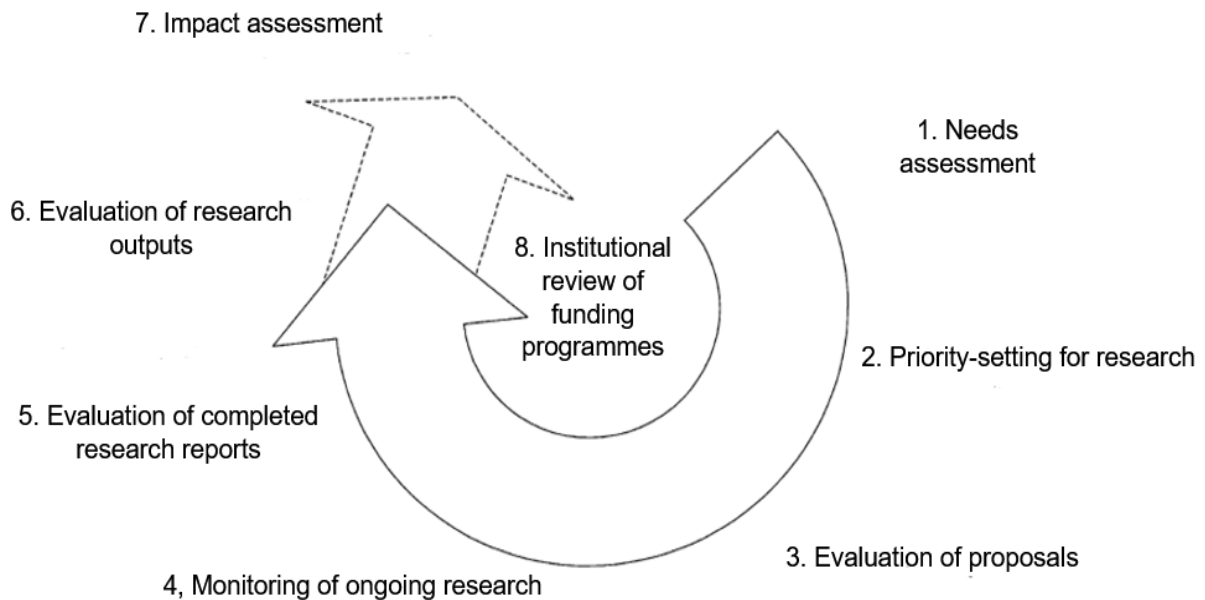 7. Impact assessment
1. Needs
assessment
6. Evaluation of research
outputs
8. Institutional
review of
funding
programmes
2. Priority-setting for research
5. Evaluation of completed
research reports
3. Evaluation of proposals
4, Monitoring of ongoing research